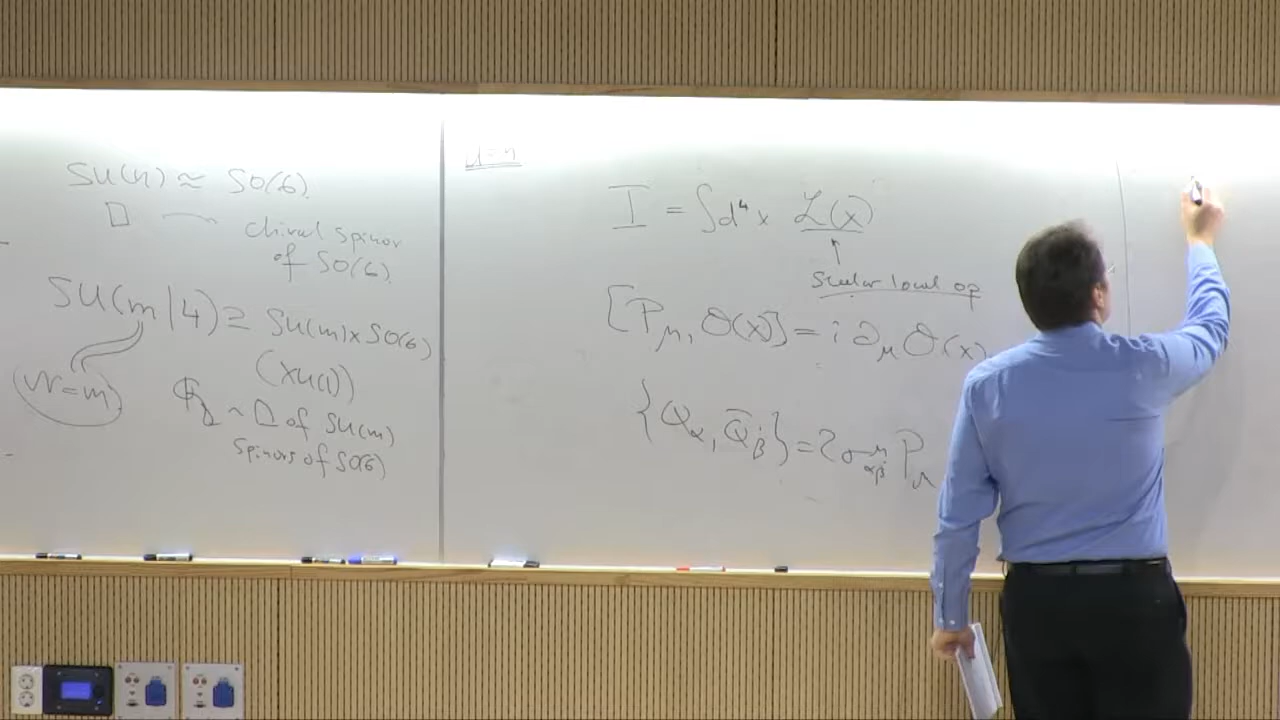 SU(4) ≈ SO(6)
□ → chiral spinor
of SO(6)
SU(m|4) ⊇ SU(m)×SO(6)
(×U(1))
N=m
~ □ of SU(m)
spinors of SO(6)
I = ∫d⁴x ℒ(x)
↑
Scalar local op
[P_μ, O(x)] = i ∂_μ O(x)
{Q_α, Q̄_β̇} = 2σ^μ_αβ̇ P_μ